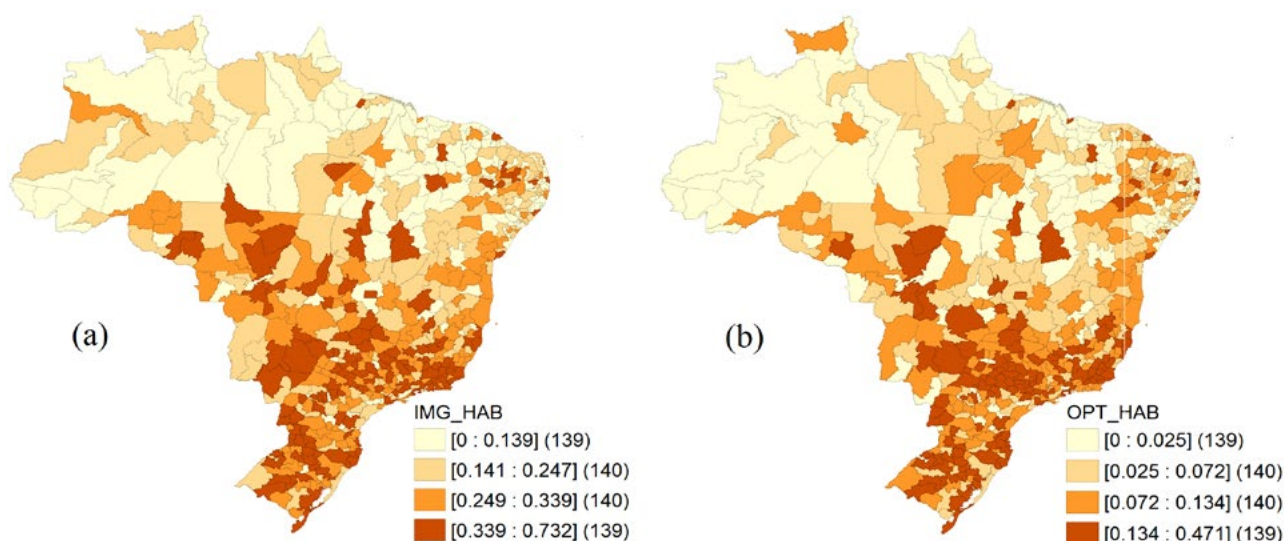 (a)
IMG_HAB
[0 : 0.139] (139)
[0.141 : 0.247] (140)
[0.249 : 0.339] (140)
[0.339 : 0.732] (139)
(b)
OPT_HAB
[0 : 0.025] (139)
[0.025 : 0.072] (140)
[0.072 : 0.134] (140)
[0.134 : 0.471] (139)